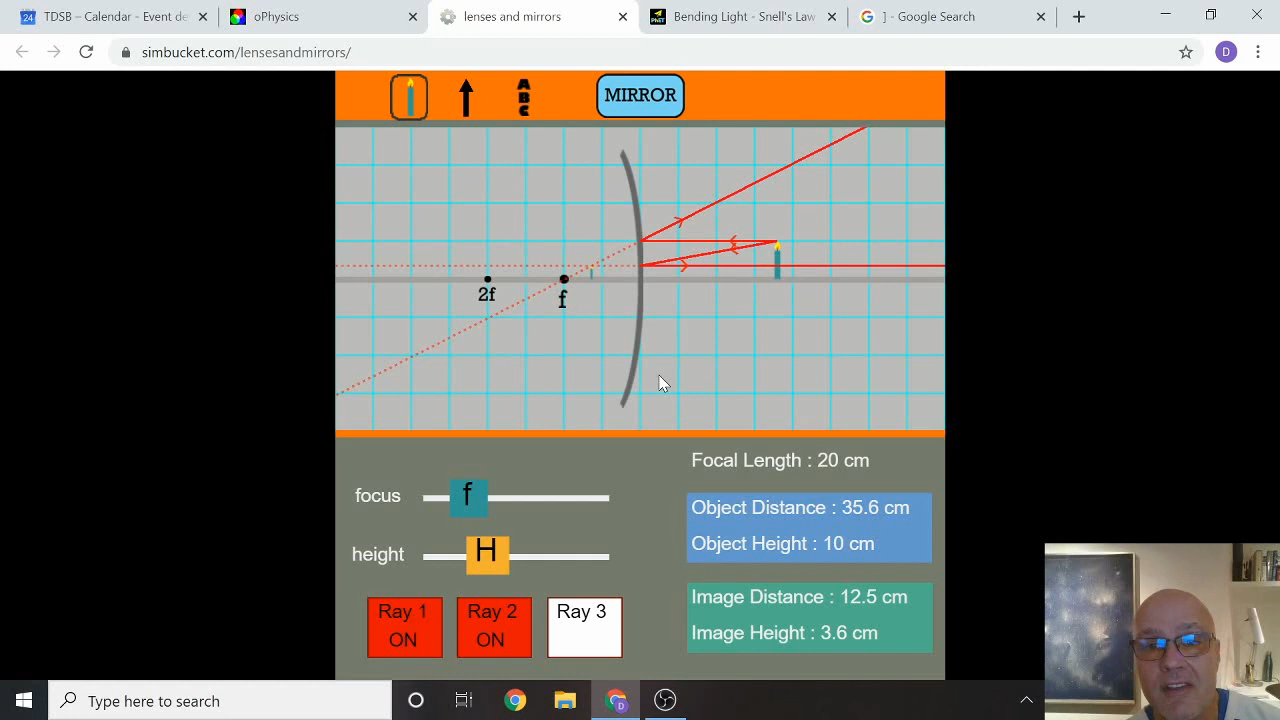 24 TDSB – Calendar - Event de
oPhysics
lenses and mirrors
PhET Bending Light - Snell's Law
] - Google Search
simbucket.com/lensesandmirrors/
D
A
B
C
MIRROR
2f
f
focus
f
height
H
Ray 1
ON
Ray 2
ON
Ray 3
Focal Length : 20 cm
Object Distance : 35.6 cm
Object Height : 10 cm
Image Distance : 12.5 cm
Image Height : 3.6 cm
Type here to search
D